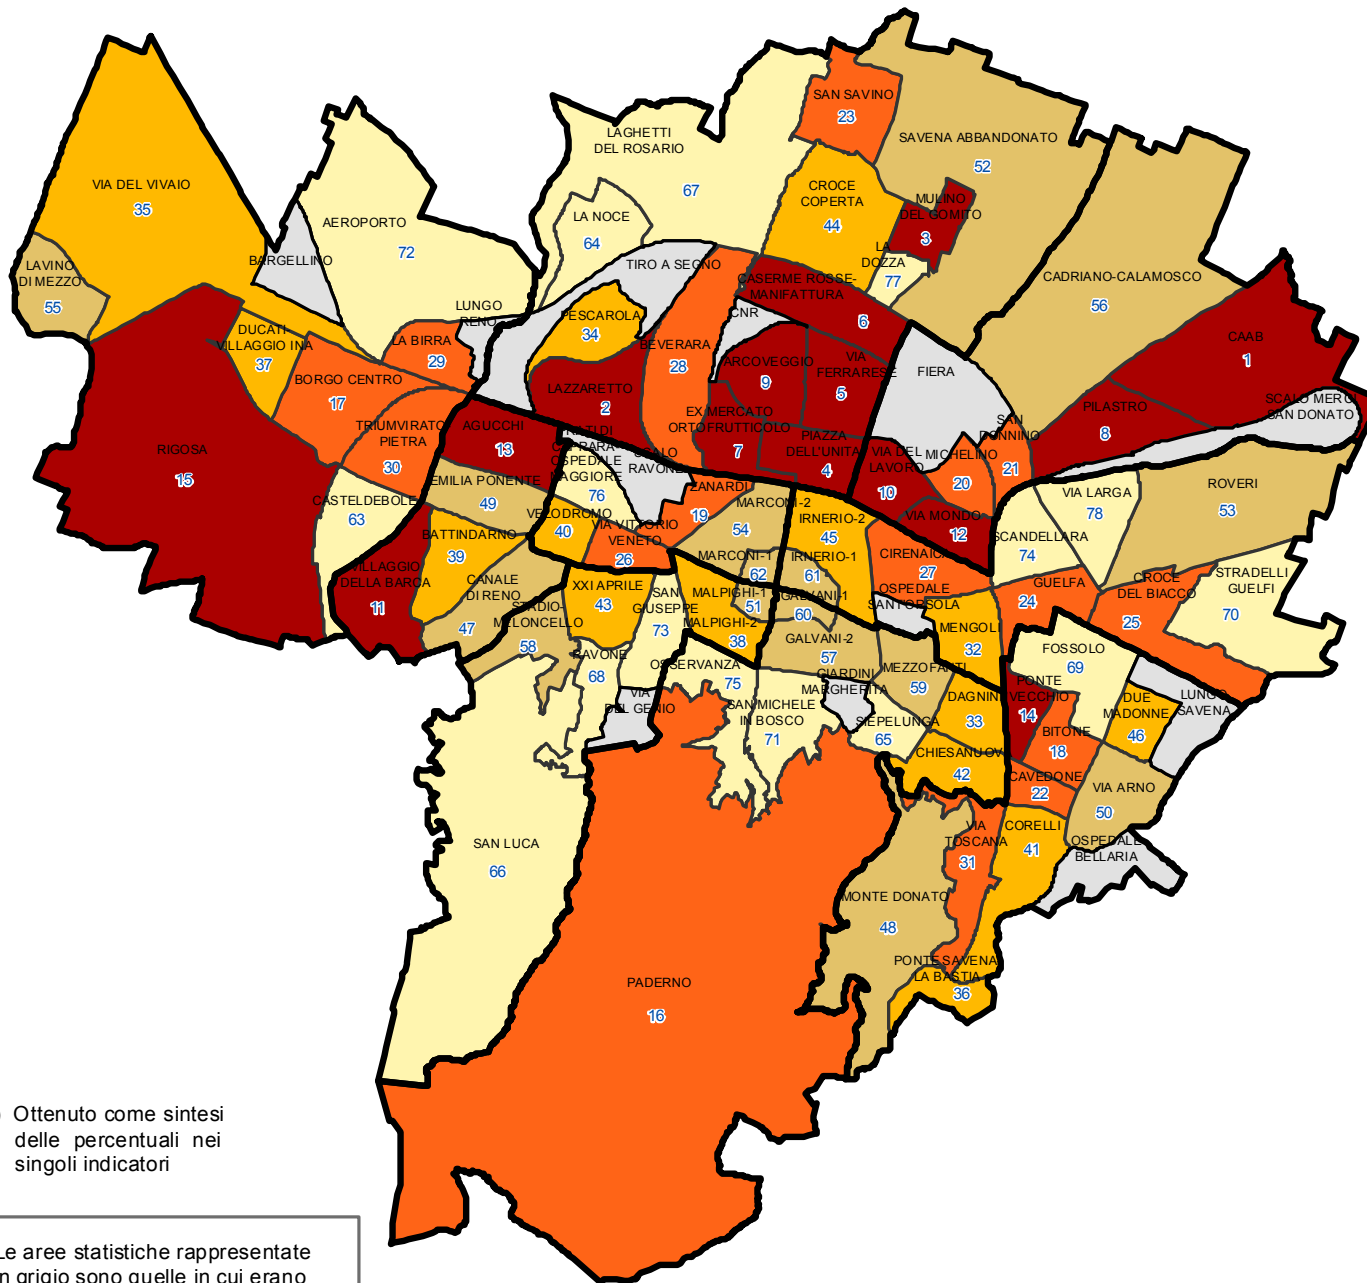 SAN SAVINO
23
LAGHETTI
DEL ROSARIO
67
SAVENA ABBANDONATO
52
VIA DEL VIVAIO
35
CROCE
COPERTA
44
MULINO
DEL GOMITO
3
LA NOCE
64
AEROPORTO
72
BARGELLINO
LAVINO
DI MEZZO
55
TIRO A SEGNO
LA
DOZZA
77
CADRIANO-CALAMOSCO
56
CASERME ROSSE-
MANIFATTURA
6
LUNGO
RENO
PESCAROLA
34
CNR
DUCATI-
VILLAGGIO INA
37
LA BIRRA
29
BEVERARA
28
ARCOVEGGIO
9
VIA
FERRARESE
5
FIERA
CAAB
1
BORGO CENTRO
17
LAZZARETTO
2
EX MERCATO
ORTOFRUTTICOLO
7
SCALO MERCI
SAN DONATO
PILASTRO
8
SAN
DONNINO
21
TRIUMVIRATO-
PIETRA
30
AGUCCHI
13
PRATI DI
CAPRARA-
OSPEDALE
MAGGIORE
76
SCALO
RAVONE
PIAZZA
DELL'UNITA'
4
VIA DEL
LAVORO
10
MICHELINO
20
RIGOSA
15
EMILIA PONENTE
49
ZANARDI
19
MARCONI-2
54
VIA LARGA
78
ROVERI
53
CASTELDEBOLE
63
VELODROMO
40
VIA VITTORIO
VENETO
26
IRNERIO-2
45
VIA MONDO
12
BATTINDARNO
39
SCANDELLARA
74
CIRENAICA
27
MARCONI-1
62
IRNERIO-1
61
VILLAGGIO
DELLA BARCA
11
CANALE
DI RENO
47
XXI APRILE
43
SAN
GIUSEPPE
73
MALPIGHI-1
51
GALVANI-1
60
OSPEDALE
SANT'ORSOLA
GUELFA
24
CROCE
DEL BIACCO
25
STRADELLI
GUELFI
70
STADIO-
MELONCELLO
58
MALPIGHI-2
38
MENGOLI
32
GALVANI-2
57
FOSSOLO
69
RAVONE
68
OSSERVANZA
75
GIARDINI
MARGHERITA
MEZZOFANTI
59
VIA
DEL GENIO
SAN MICHELE
IN BOSCO
71
DAGNINI
33
PONTE
VECCHIO
14
DUE
MADONNE
46
LUNGO
SAVENA
SIEPELUNGA
65
BITONE
18
CHIESANUOVA
42
CAVEDONE
22
VIA ARNO
50
SAN LUCA
66
VIA
TOSCANA
31
CORELLI
41
OSPEDALE
BELLARIA
MONTE DONATO
48
PONTE SAVENA-
LA BASTIA
36
PADERNO
16
Ottenuto come sintesi
delle percentuali nei
singoli indicatori
Le aree statistiche rappresentate
in grigio sono quelle in cui erano